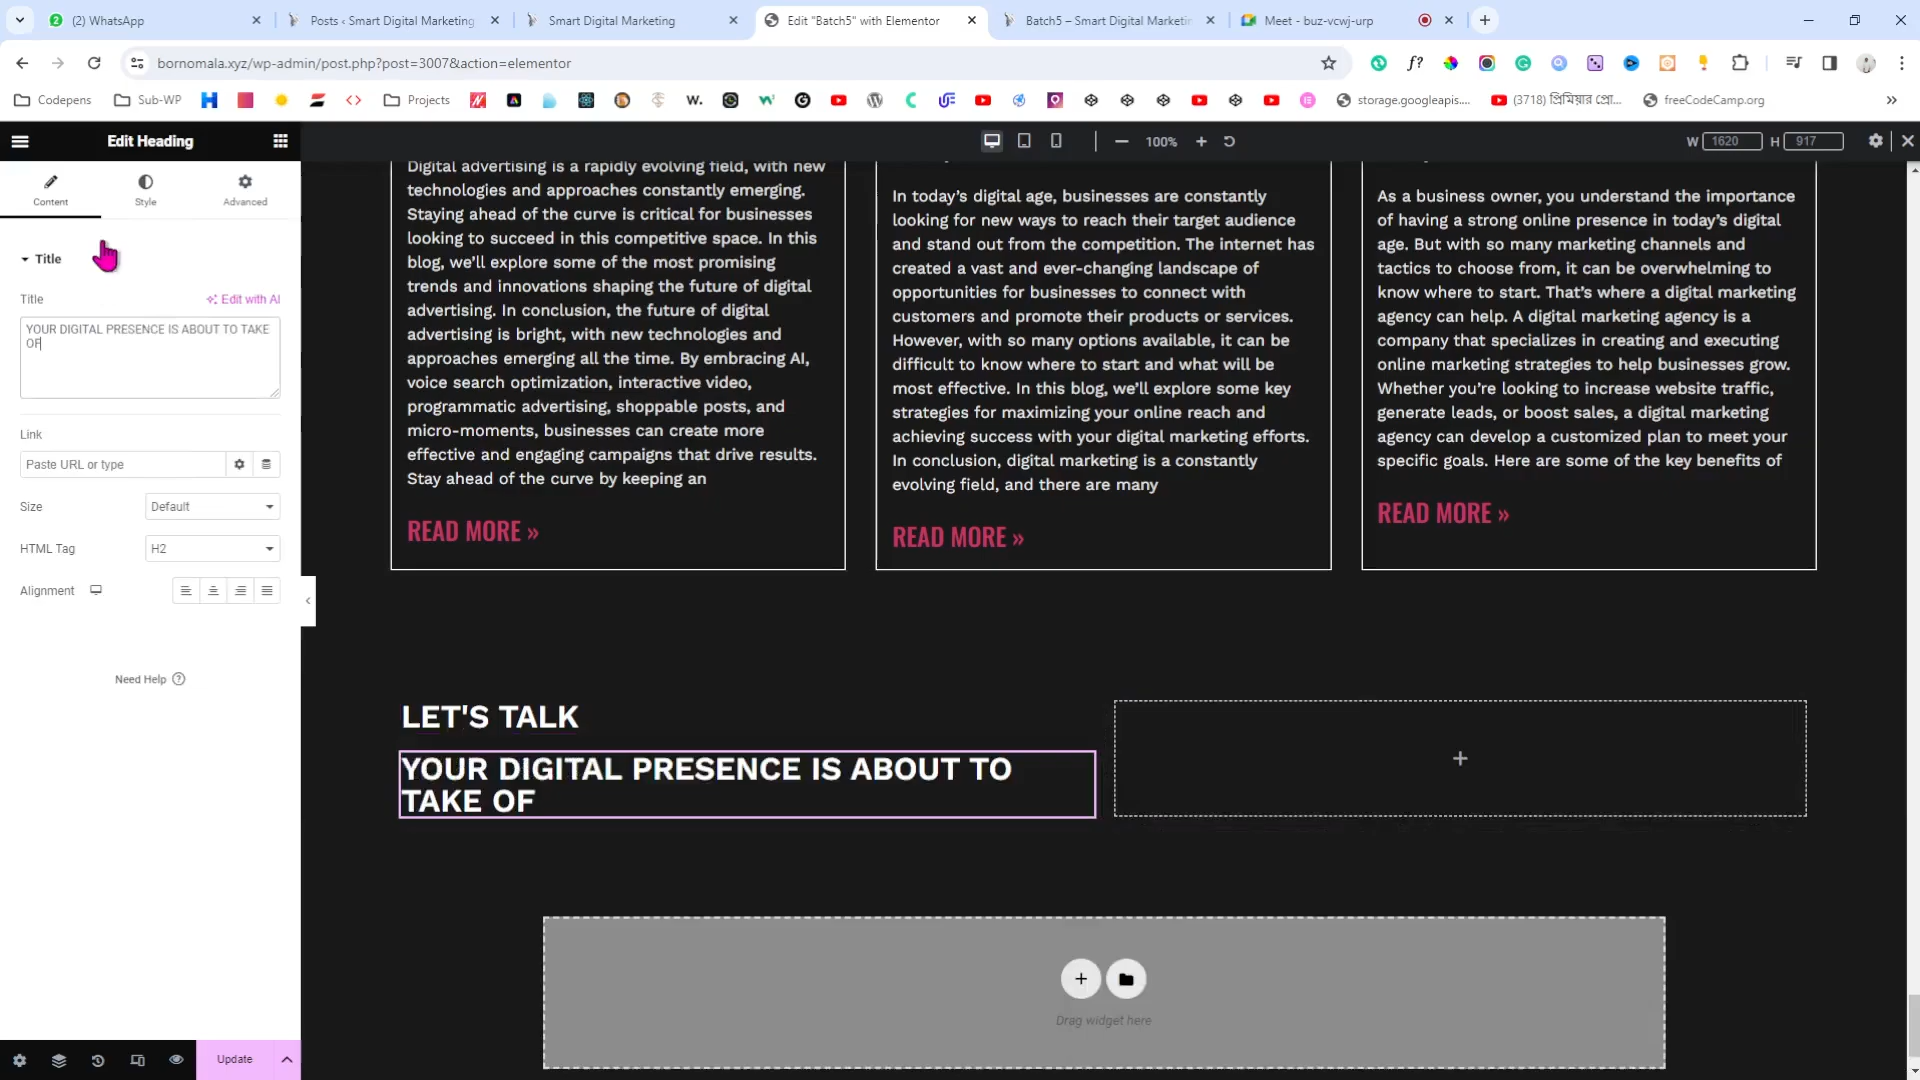 (2) WhatsApp
Posts ‹ Smart Digital Marketing
Smart Digital Marketing
Edit "Batch5" with Elementor
Batch5 – Smart Digital Marketin
Meet - buz-vcwj-urp
bornomala.xyz/wp-admin/post.php?post=3007&action=elementor
Codepens
Sub-WP
Projects
storage.googleapis....
(3718) প্রিমিয়ার প্রো...
freeCodeCamp.org
Edit Heading
100%
W 1620 H 917
Content
Style
Advanced
Title
Title
Edit with AI
YOUR DIGITAL PRESENCE IS ABOUT TO TAKE
OF
Link
Paste URL or type
Size
Default
HTML Tag
H2
Alignment
Need Help
Update
Digital advertising is a rapidly evolving field, with new
technologies and approaches constantly emerging.
Staying ahead of the curve is critical for businesses
looking to succeed in this competitive space. In this
blog, we’ll explore some of the most promising
trends and innovations shaping the future of digital
advertising. In conclusion, the future of digital
advertising is bright, with new technologies and
approaches emerging all the time. By embracing AI,
voice search optimization, interactive video,
programmatic advertising, shoppable posts, and
micro-moments, businesses can create more
effective and engaging campaigns that drive results.
Stay ahead of the curve by keeping an
READ MORE »
In today’s digital age, businesses are constantly
looking for new ways to reach their target audience
and stand out from the competition. The internet has
created a vast and ever-changing landscape of
opportunities for businesses to connect with
customers and promote their products or services.
However, with so many options available, it can be
difficult to know where to start and what will be
most effective. In this blog, we’ll explore some key
strategies for maximizing your online reach and
achieving success with your digital marketing efforts.
In conclusion, digital marketing is a constantly
evolving field, and there are many
READ MORE »
As a business owner, you understand the importance
of having a strong online presence in today’s digital
age. But with so many marketing channels and
tactics to choose from, it can be overwhelming to
know where to start. That’s where a digital marketing
agency can help. A digital marketing agency is a
company that specializes in creating and executing
online marketing strategies to help businesses grow.
Whether you’re looking to increase website traffic,
generate leads, or boost sales, a digital marketing
agency can develop a customized plan to meet your
specific goals. Here are some of the key benefits of
READ MORE »
LET'S TALK
YOUR DIGITAL PRESENCE IS ABOUT TO
TAKE OF
Drag widget here